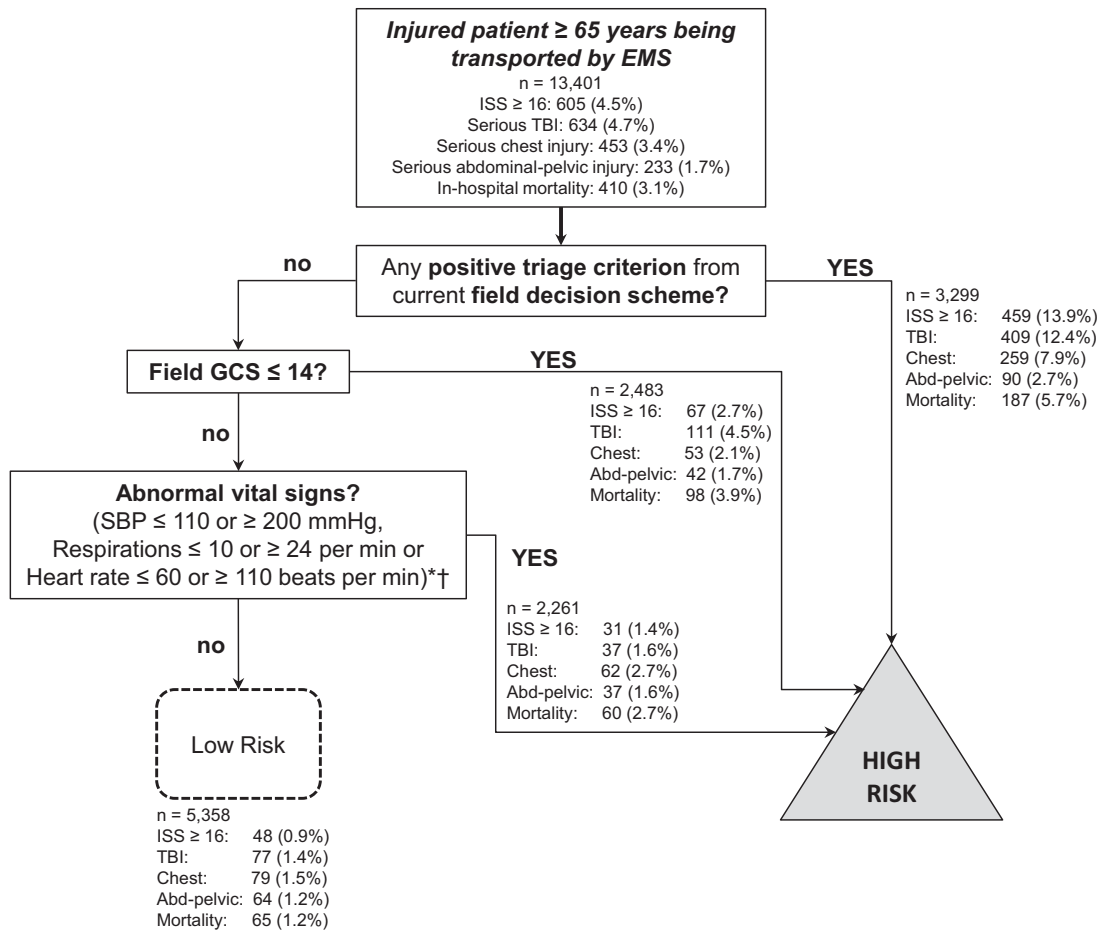 Injured patient ≥ 65 years being
transported by EMS
n = 13,401
ISS ≥ 16: 605 (4.5%)
Serious TBI: 634 (4.7%)
Serious chest injury: 453 (3.4%)
Serious abdominal-pelvic injury: 233 (1.7%)
In-hospital mortality: 410 (3.1%)
Any positive triage criterion from
current field decision scheme?
no
YES
n = 3,299
ISS ≥ 16: 459 (13.9%)
TBI: 409 (12.4%)
Chest: 259 (7.9%)
Abd-pelvic: 90 (2.7%)
Mortality: 187 (5.7%)
Field GCS ≤ 14?
YES
n = 2,483
ISS ≥ 16: 67 (2.7%)
TBI: 111 (4.5%)
Chest: 53 (2.1%)
Abd-pelvic: 42 (1.7%)
Mortality: 98 (3.9%)
no
Abnormal vital signs?
(SBP ≤ 110 or ≥ 200 mmHg,
Respirations ≤ 10 or ≥ 24 per min or
Heart rate ≤ 60 or ≥ 110 beats per min)*†
YES
n = 2,261
ISS ≥ 16: 31 (1.4%)
TBI: 37 (1.6%)
Chest: 62 (2.7%)
Abd-pelvic: 37 (1.6%)
Mortality: 60 (2.7%)
no
Low Risk
n = 5,358
ISS ≥ 16: 48 (0.9%)
TBI: 77 (1.4%)
Chest: 79 (1.5%)
Abd-pelvic: 64 (1.2%)
Mortality: 65 (1.2%)
HIGH
RISK